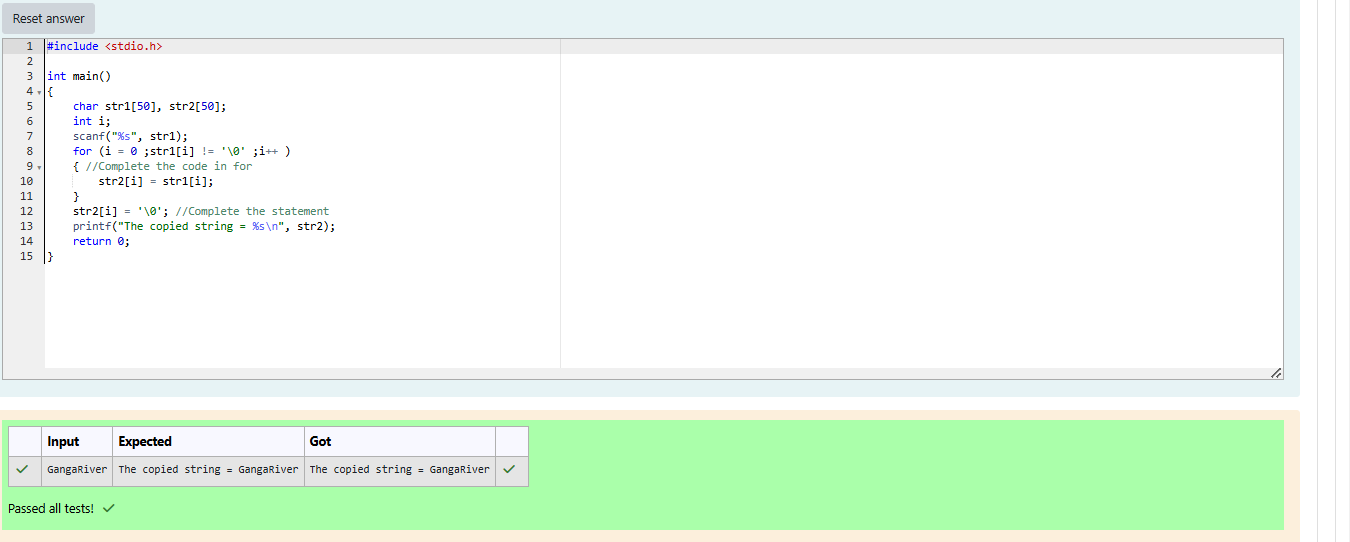 Reset answer
1 #include <stdio.h>
2
3 int main()
4 {
5     char str1[50], str2[50];
6     int i;
7     scanf("%s", str1);
8     for (i = 0 ;str1[i] != '\0' ;i++ )
9     { //Complete the code in for
10         str2[i] = str1[i];
11     }
12     str2[i] = '\0'; //Complete the statement
13     printf("The copied string = %s\n", str2);
14     return 0;
15 }
Input Expected Got
GangaRiver The copied string = GangaRiver The copied string = GangaRiver
Passed all tests!